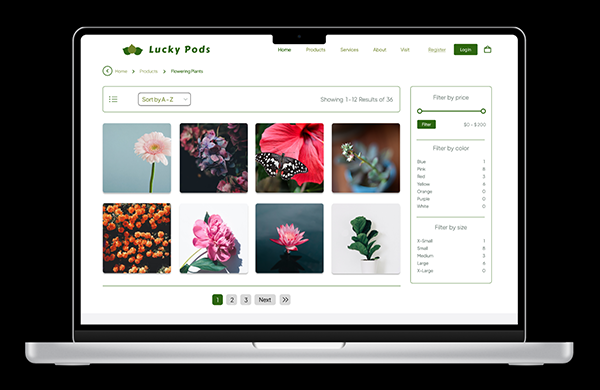 Lucky Pods
Home Products Services About Visit Register Login
Home > Products > Flowering Plants
Sort by A - Z
Showing 1 - 12 Results of 36
Filter by price
Filter $0 - $300
Filter by color
Blue 1
Pink 8
Red 3
Yellow 6
Orange 0
Purple 0
White 0
Filter by size
X-Small 1
Small 8
Medium 3
Large 6
X-Large 0
1 2 3 Next >>